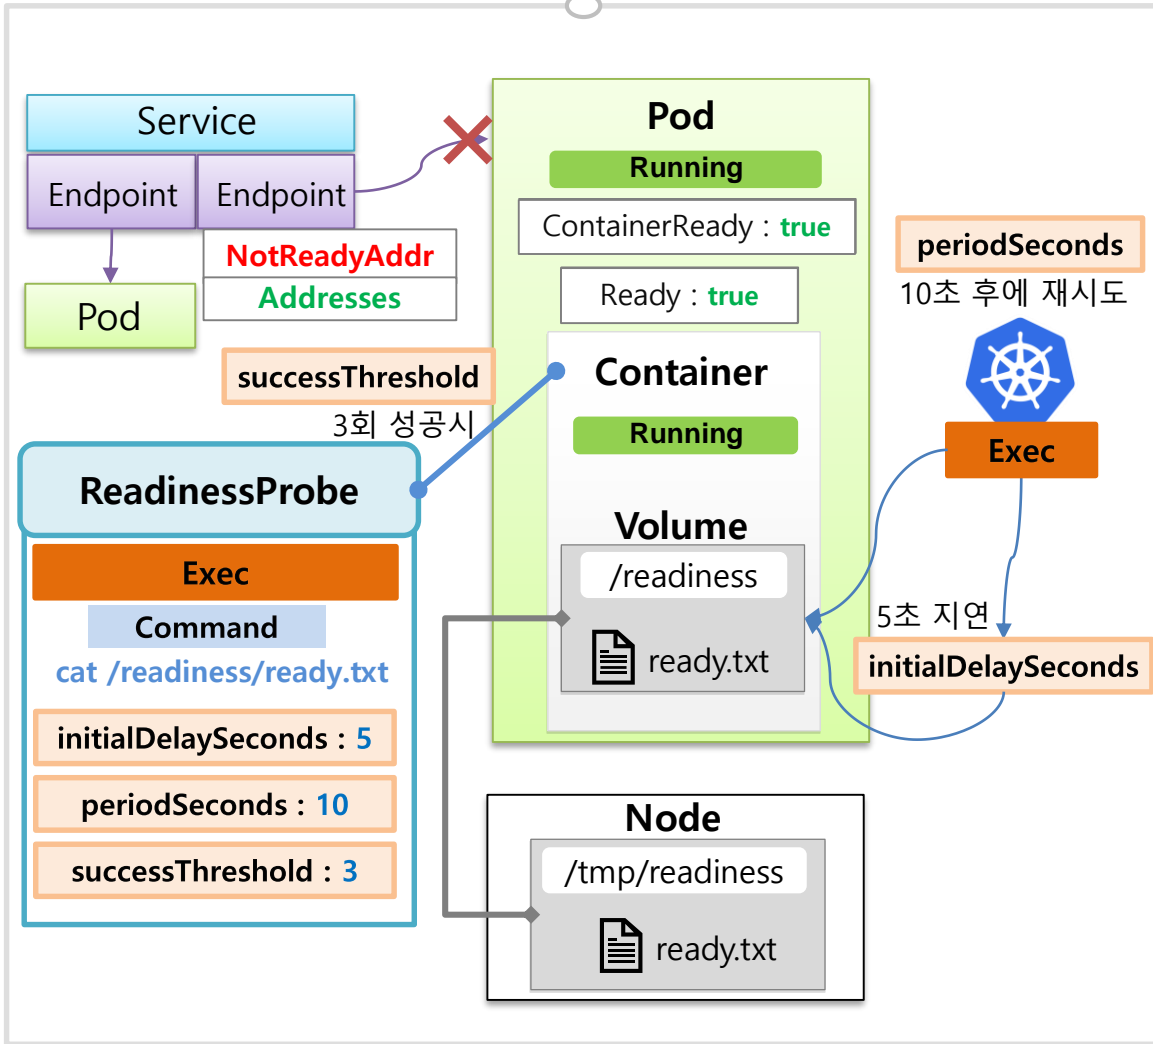 Service
Endpoint
Endpoint
NotReadyAddr
Addresses
Pod
Pod
Running
ContainerReady : true
Ready : true
Container
Running
Volume
/readiness
ready.txt
periodSeconds
10초 후에 재시도
Exec
5초 지연
initialDelaySeconds
successThreshold
3회 성공시
ReadinessProbe
Exec
Command
cat /readiness/ready.txt
initialDelaySeconds : 5
periodSeconds : 10
successThreshold : 3
Node
/tmp/readiness
ready.txt